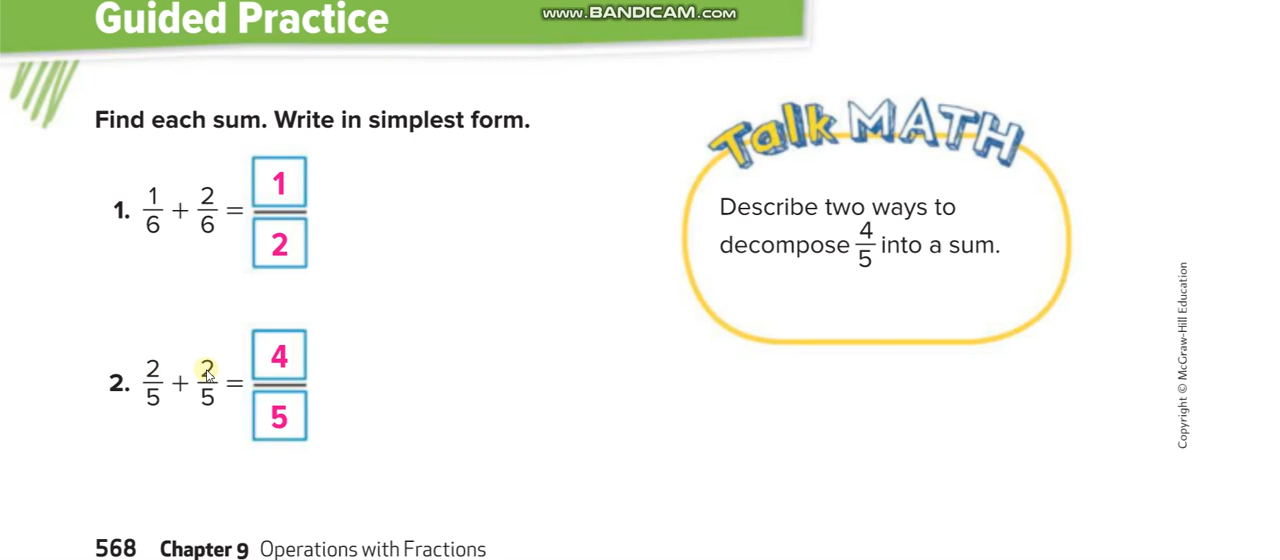 Guided Practice
www.BANDICAM.com
Find each sum. Write in simplest form.
1. 1/6 + 2/6 = 1/2
2. 2/5 + 2/5 = 4/5
Talk MATH
Describe two ways to
decompose 4/5 into a sum.
Copyright © McGraw-Hill Education
568 Chapter 9 Operations with Fractions